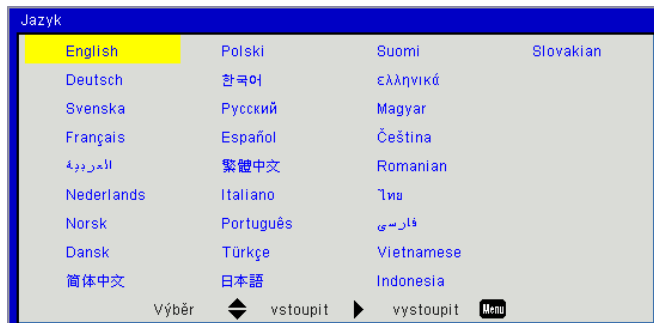 Jazyk
English Polski Suomi Slovakian
Deutsch 한국어 ελληνικά
Svenska Русский Magyar
Français Español Čeština
العربية 繁體中文 Romanian
Nederlands Italiano ไทย
Norsk Português فارسی
Dansk Türkçe Vietnamese
简体中文 日本語 Indonesia
Výběr vstoupit vystoupit Menu